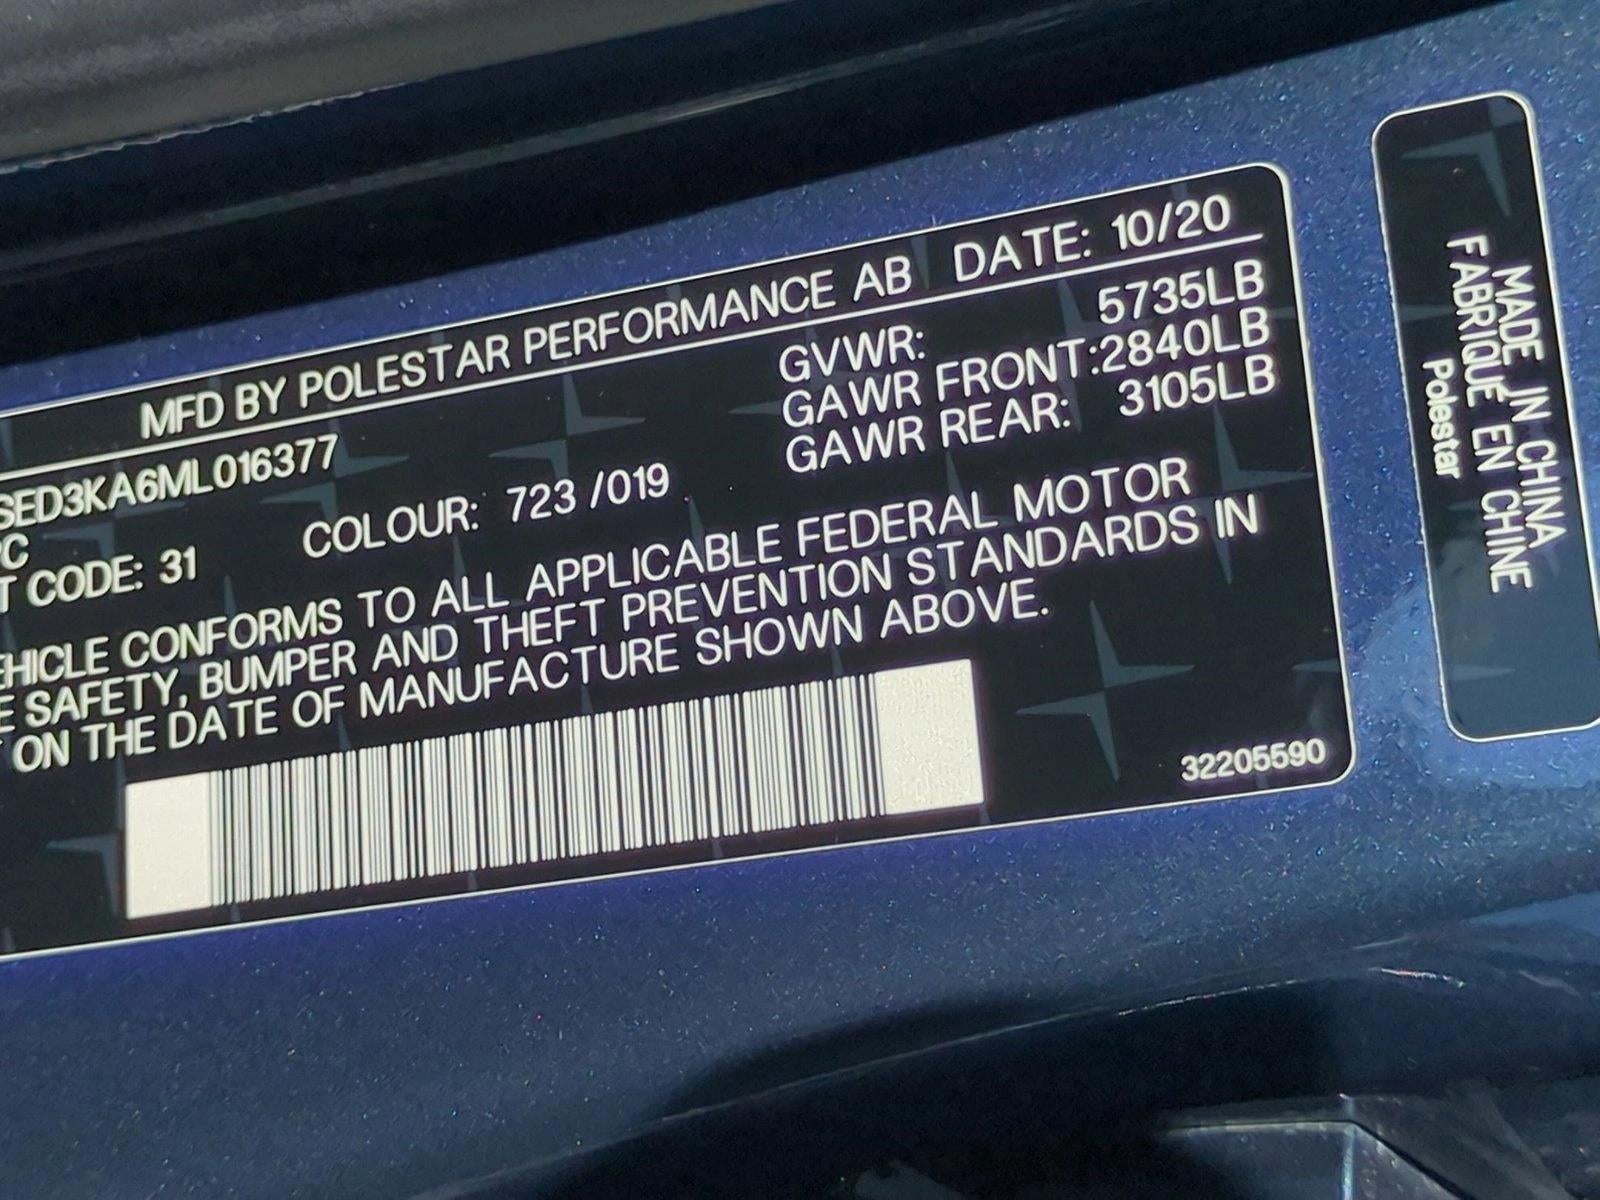 MFD BY POLESTAR PERFORMANCE AB DATE: 10/20
SED3KA6ML016377
GVWR: 5735LB
GAWR FRONT:2840LB
GAWR REAR: 3105LB
C
T CODE: 31 COLOUR: 723 /019
EHICLE CONFORMS TO ALL APPLICABLE FEDERAL MOTOR
E SAFETY, BUMPER AND THEFT PREVENTION STANDARDS IN
ON THE DATE OF MANUFACTURE SHOWN ABOVE.
32205590
MADE IN CHINA
FABRIQUE EN CHINE
Polestar